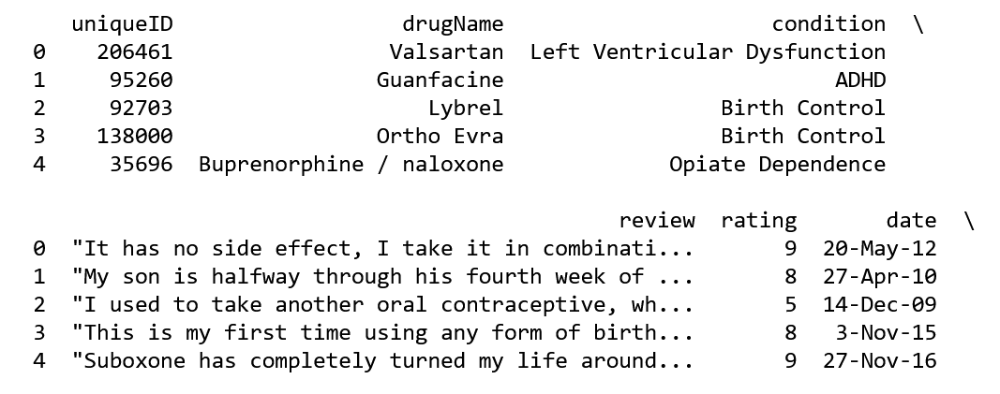 uniqueID                  drugName                     condition  \
0    206461                 Valsartan  Left Ventricular Dysfunction
1     95260                Guanfacine                          ADHD
2     92703                    Lybrel                 Birth Control
3    138000                Ortho Evra                 Birth Control
4     35696  Buprenorphine / naloxone             Opiate Dependence
                                              review  rating       date  \
0  "It has no side effect, I take it in combinati...       9  20-May-12
1  "My son is halfway through his fourth week of ...       8  27-Apr-10
2  "I used to take another oral contraceptive, wh...       5  14-Dec-09
3  "This is my first time using any form of birth...       8   3-Nov-15
4  "Suboxone has completely turned my life around...       9  27-Nov-16